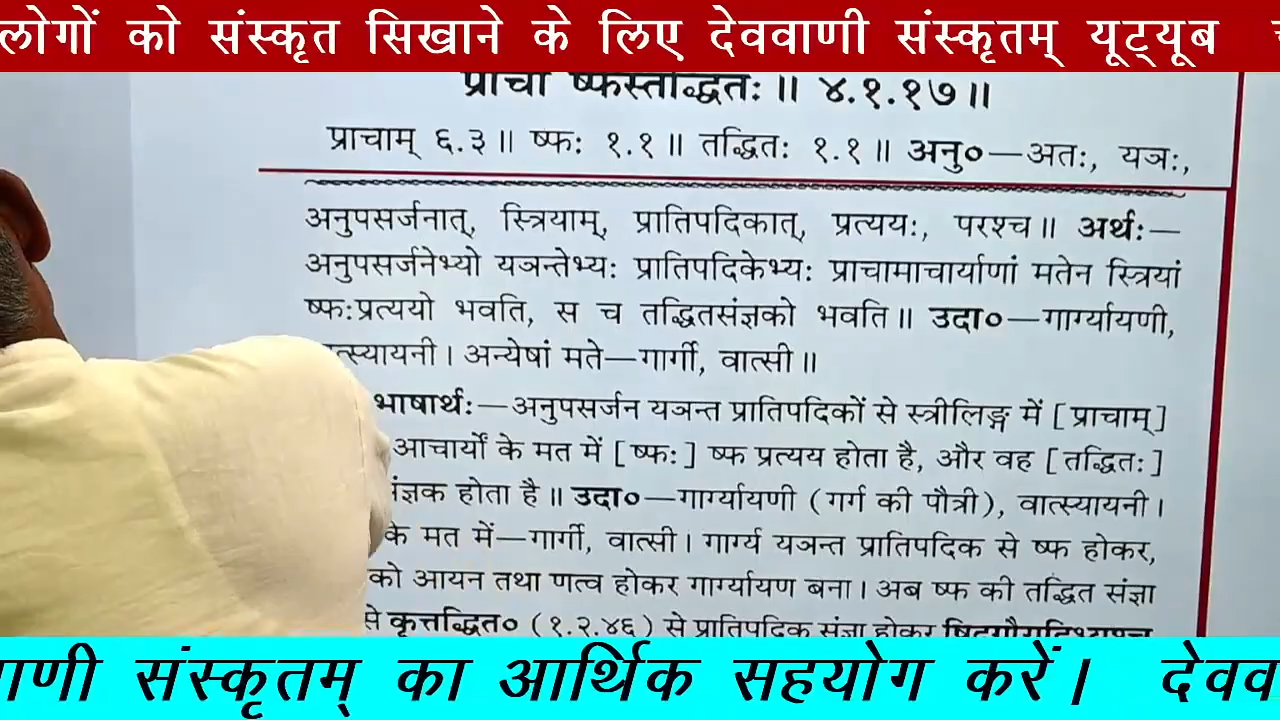 लोगों को संस्कृत सिखाने के लिए देववाणी संस्कृतम् यूट्यूब
प्राचां ष्फस्तद्धितः॥ ४.१.१७॥
प्राचाम् ६.३॥ ष्फः १.१॥ तद्धितः १.१॥ अनु०—अतः, यञः,
अनुपसर्जनात्, स्त्रियाम्, प्रातिपदिकात्, प्रत्ययः, परश्च॥ अर्थः—
अनुपसर्जनेभ्यो यञन्तेभ्यः प्रातिपदिकेभ्यः प्राचामाचार्याणां मतेन स्त्रियां
ष्फःप्रत्ययो भवति, स च तद्धितसंज्ञको भवति॥ उदा०—गार्ग्यायणी,
त्स्यायनी। अन्येषां मते—गार्गी, वात्सी॥
भाषार्थः—अनुपसर्जन यञन्त प्रातिपदिकों से स्त्रीलिङ्ग में [प्राचाम्]
आचार्यों के मत में [ष्फः] ष्फ प्रत्यय होता है, और वह [तद्धितः]
संज्ञक होता है॥ उदा०—गार्ग्यायणी (गर्ग की पौत्री), वात्स्यायनी।
के मत में—गार्गी, वात्सी। गार्ग्य यञन्त प्रातिपदिक से ष्फ होकर,
को आयन तथा णत्व होकर गार्ग्यायण बना। अब ष्फ की तद्धित संज्ञा
से कृत्तद्धित० (१.२.४६) से प्रातिपदिक संज्ञा होकर षिद्गौरादिभ्यश्च
वाणी संस्कृतम् का आर्थिक सहयोग करें। देवव